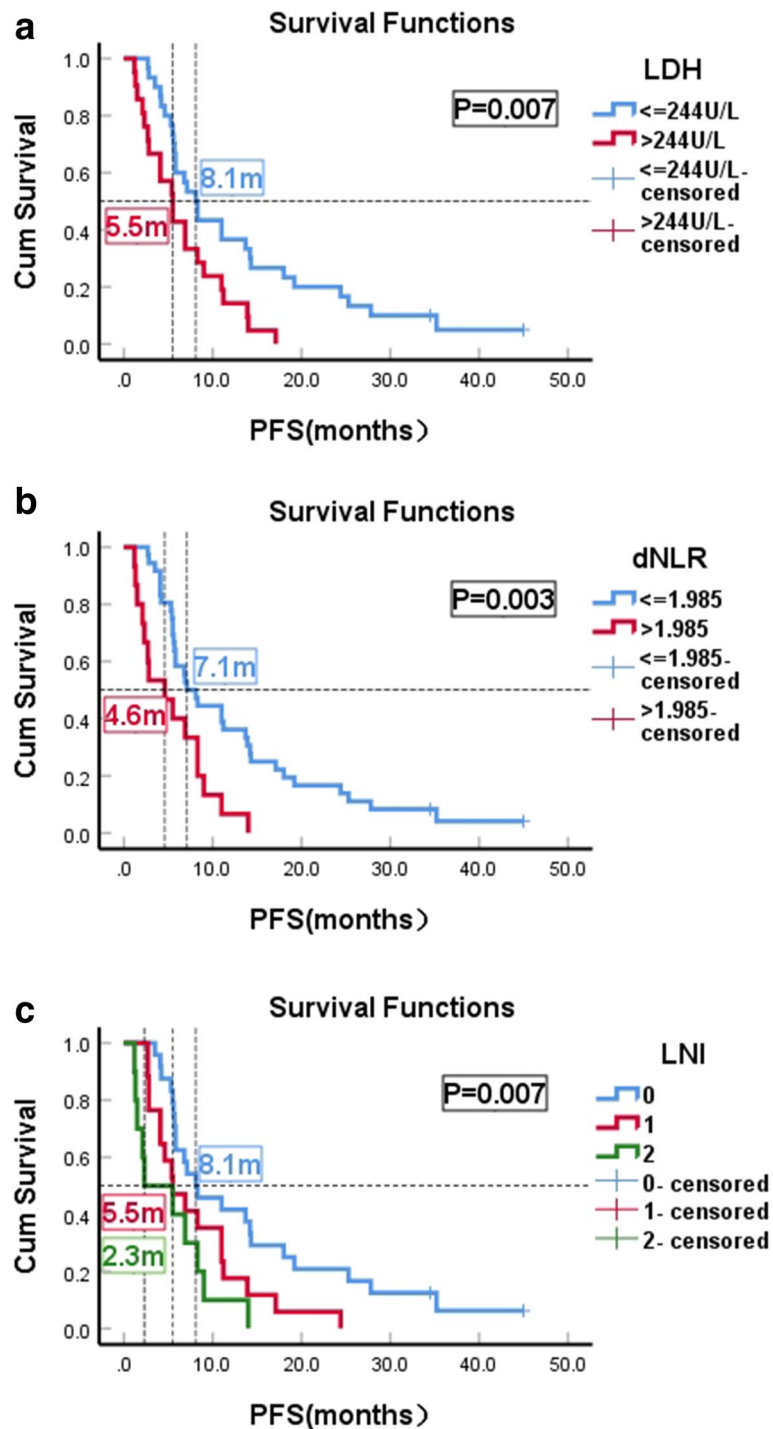 a
Survival Functions
Cum Survival
1.0
0.8
0.6
0.4
0.2
0.0
P=0.007
8.1m
5.5m
.0 10.0 20.0 30.0 40.0 50.0
PFS(months）
LDH
<=244U/L
>244U/L
<=244U/L-
censored
>244U/L-
censored
b
Survival Functions
Cum Survival
1.0
0.8
0.6
0.4
0.2
0.0
P=0.003
7.1m
4.6m
.0 10.0 20.0 30.0 40.0 50.0
PFS(months）
dNLR
<=1.985
>1.985
<=1.985-
censored
>1.985-
censored
c
Survival Functions
Cum Survival
1.0
0.8
0.6
0.4
0.2
0.0
P=0.007
8.1m
5.5m
2.3m
.0 10.0 20.0 30.0 40.0 50.0
PFS(months）
LNI
0
1
2
0- censored
1- censored
2- censored